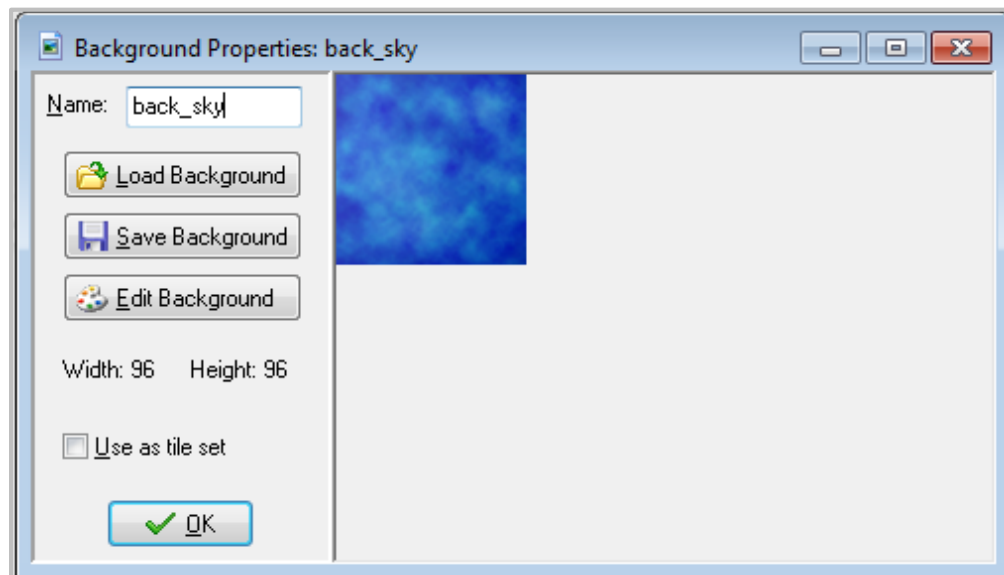 Background Properties: back_sky
Name: back_sky
Load Background
Save Background
Edit Background
Width: 96 Height: 96
Use as tile set
OK